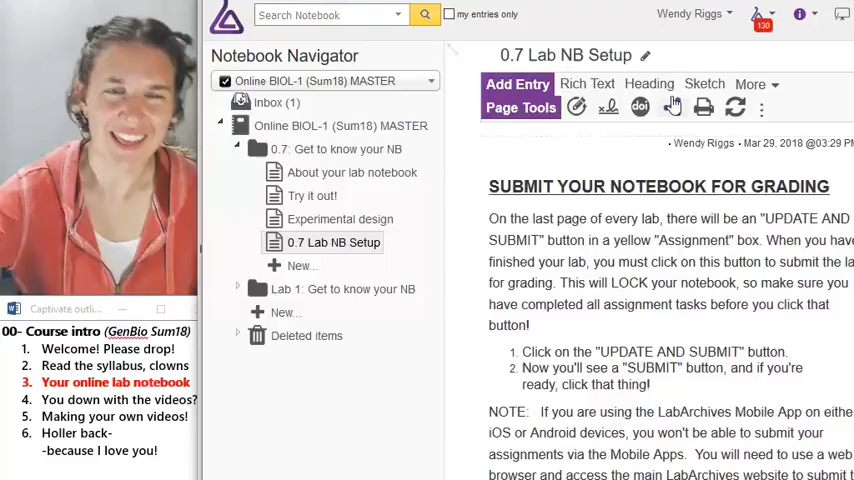 Search Notebook
my entries only
Wendy Riggs
130
Notebook Navigator
Online BIOL-1 (Sum18) MASTER
Inbox (1)
Online BIOL-1 (Sum18) MASTER
0.7: Get to know your NB
About your lab notebook
Try it out!
Experimental design
0.7 Lab NB Setup
New...
Lab 1: Get to know your NB
New...
Deleted items
0.7 Lab NB Setup
Add Entry Rich Text Heading Sketch More
Page Tools doi
• Wendy Riggs • Mar 29, 2018 @03:29 P
SUBMIT YOUR NOTEBOOK FOR GRADING
On the last page of every lab, there will be an "UPDATE AND
SUBMIT" button in a yellow "Assignment" box. When you have
finished your lab, you must click on this button to submit the la
for grading. This will LOCK your notebook, so make sure you
have completed all assignment tasks before you click that
button!
1. Click on the "UPDATE AND SUBMIT" button.
2. Now you'll see a "SUBMIT" button, and if you're
ready, click that thing!
NOTE: If you are using the LabArchives Mobile App on eithe
iOS or Android devices, you won't be able to submit your
assignments via the Mobile Apps. You will need to use a web
browser and access the main LabArchives website to submit t
Captivate outli...
00- Course intro (GenBio Sum18)
1. Welcome! Please drop!
2. Read the syllabus, clowns
3. Your online lab notebook
4. You down with the videos?
5. Making your own videos!
6. Holler back-
-because I love you!